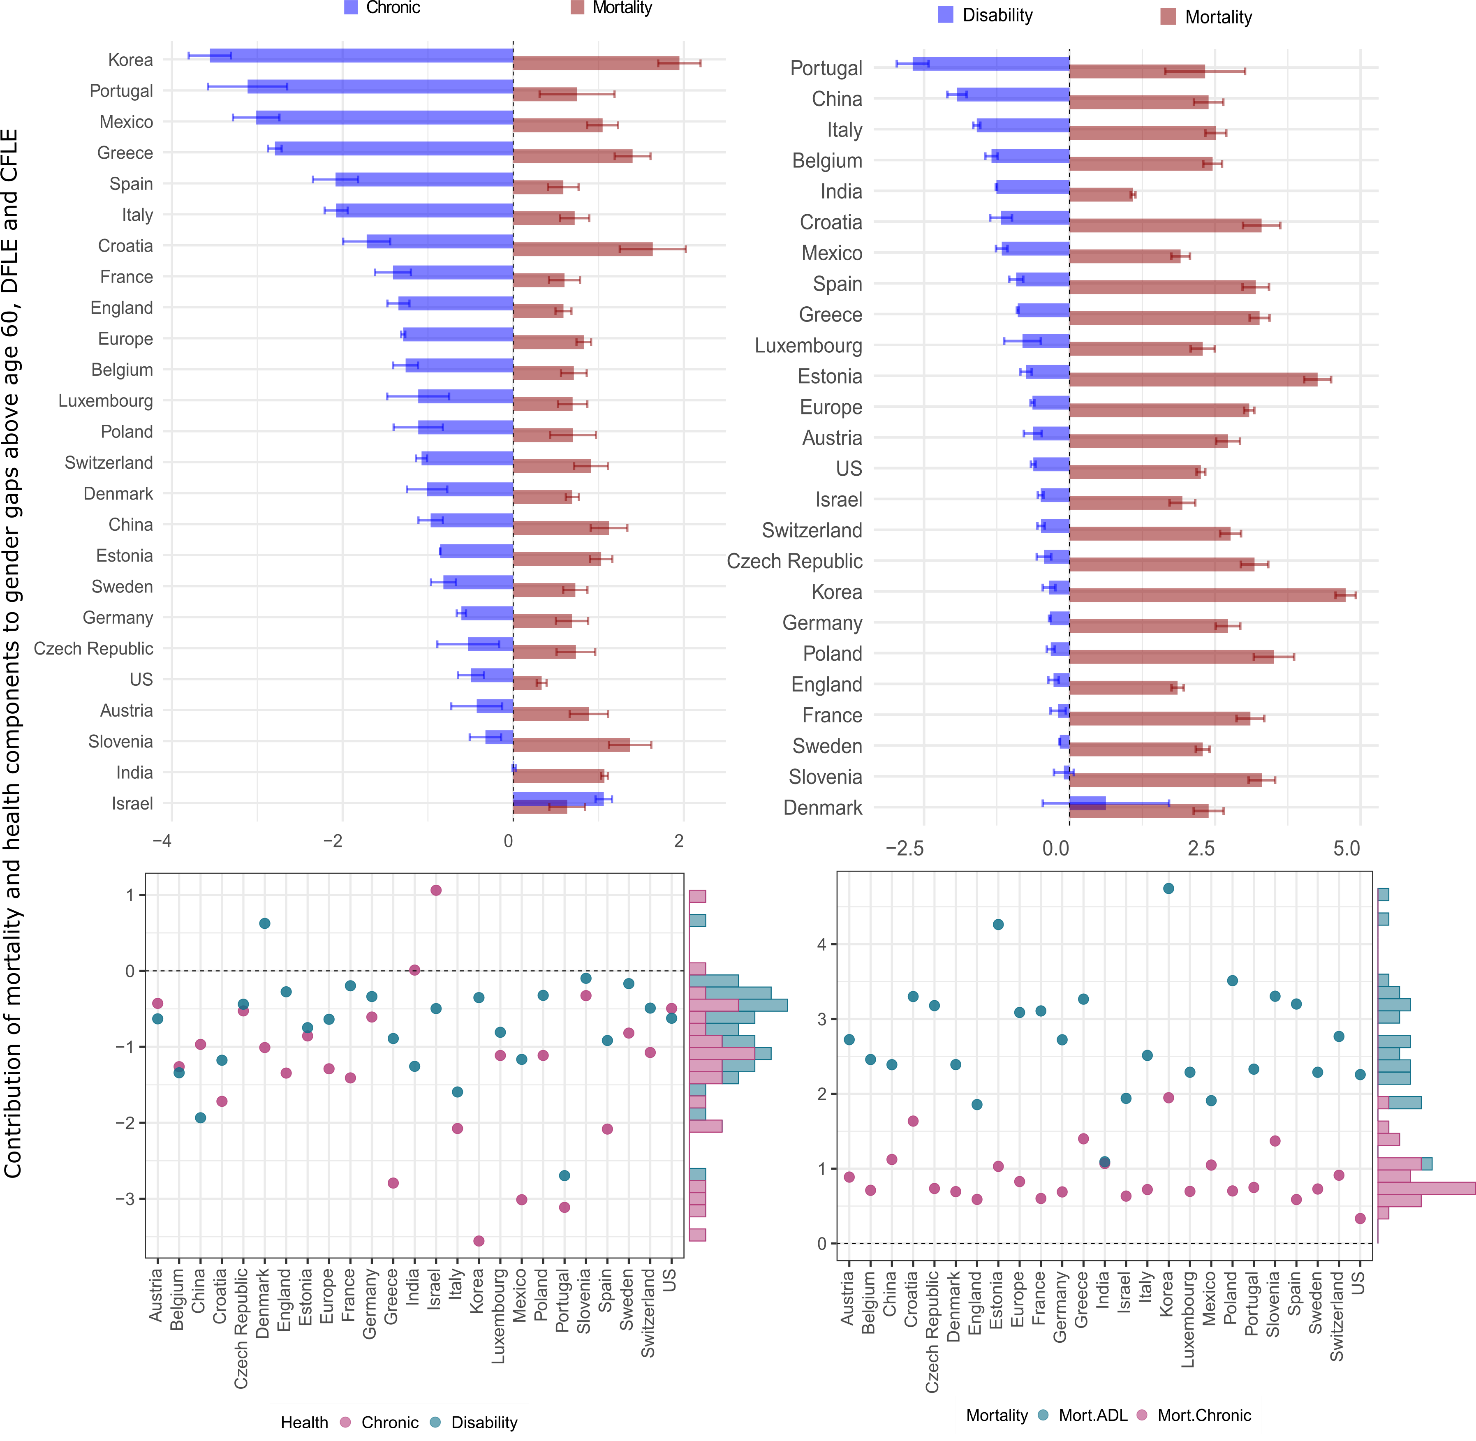 Contribution of mortality and health components to gender gaps above age 60, DFLE and CFLE
Chronic Mortality
Korea
Portugal
Mexico
Greece
Spain
Italy
Croatia
France
England
Europe
Belgium
Luxembourg
Poland
Switzerland
Denmark
China
Estonia
Sweden
Germany
Czech Republic
US
Austria
Slovenia
India
Israel
−4 −2 0 2
Disability Mortality
Portugal
China
Italy
Belgium
India
Croatia
Mexico
Spain
Greece
Luxembourg
Estonia
Europe
Austria
US
Israel
Switzerland
Czech Republic
Korea
Germany
Poland
England
France
Sweden
Slovenia
Denmark
−2.5 0.0 2.5 5.0
1
0
−1
−2
−3
Austria
Belgium
China
Croatia
Czech Republic
Denmark
England
Estonia
Europe
France
Germany
Greece
India
Israel
Italy
Korea
Luxembourg
Mexico
Poland
Portugal
Slovenia
Spain
Sweden
Switzerland
US
Health Chronic Disability
4
3
2
1
0
Austria
Belgium
China
Croatia
Czech Republic
Denmark
England
Estonia
Europe
France
Germany
Greece
India
Israel
Italy
Korea
Luxembourg
Mexico
Poland
Portugal
Slovenia
Spain
Sweden
Switzerland
US
Mortality Mort.ADL Mort.Chronic